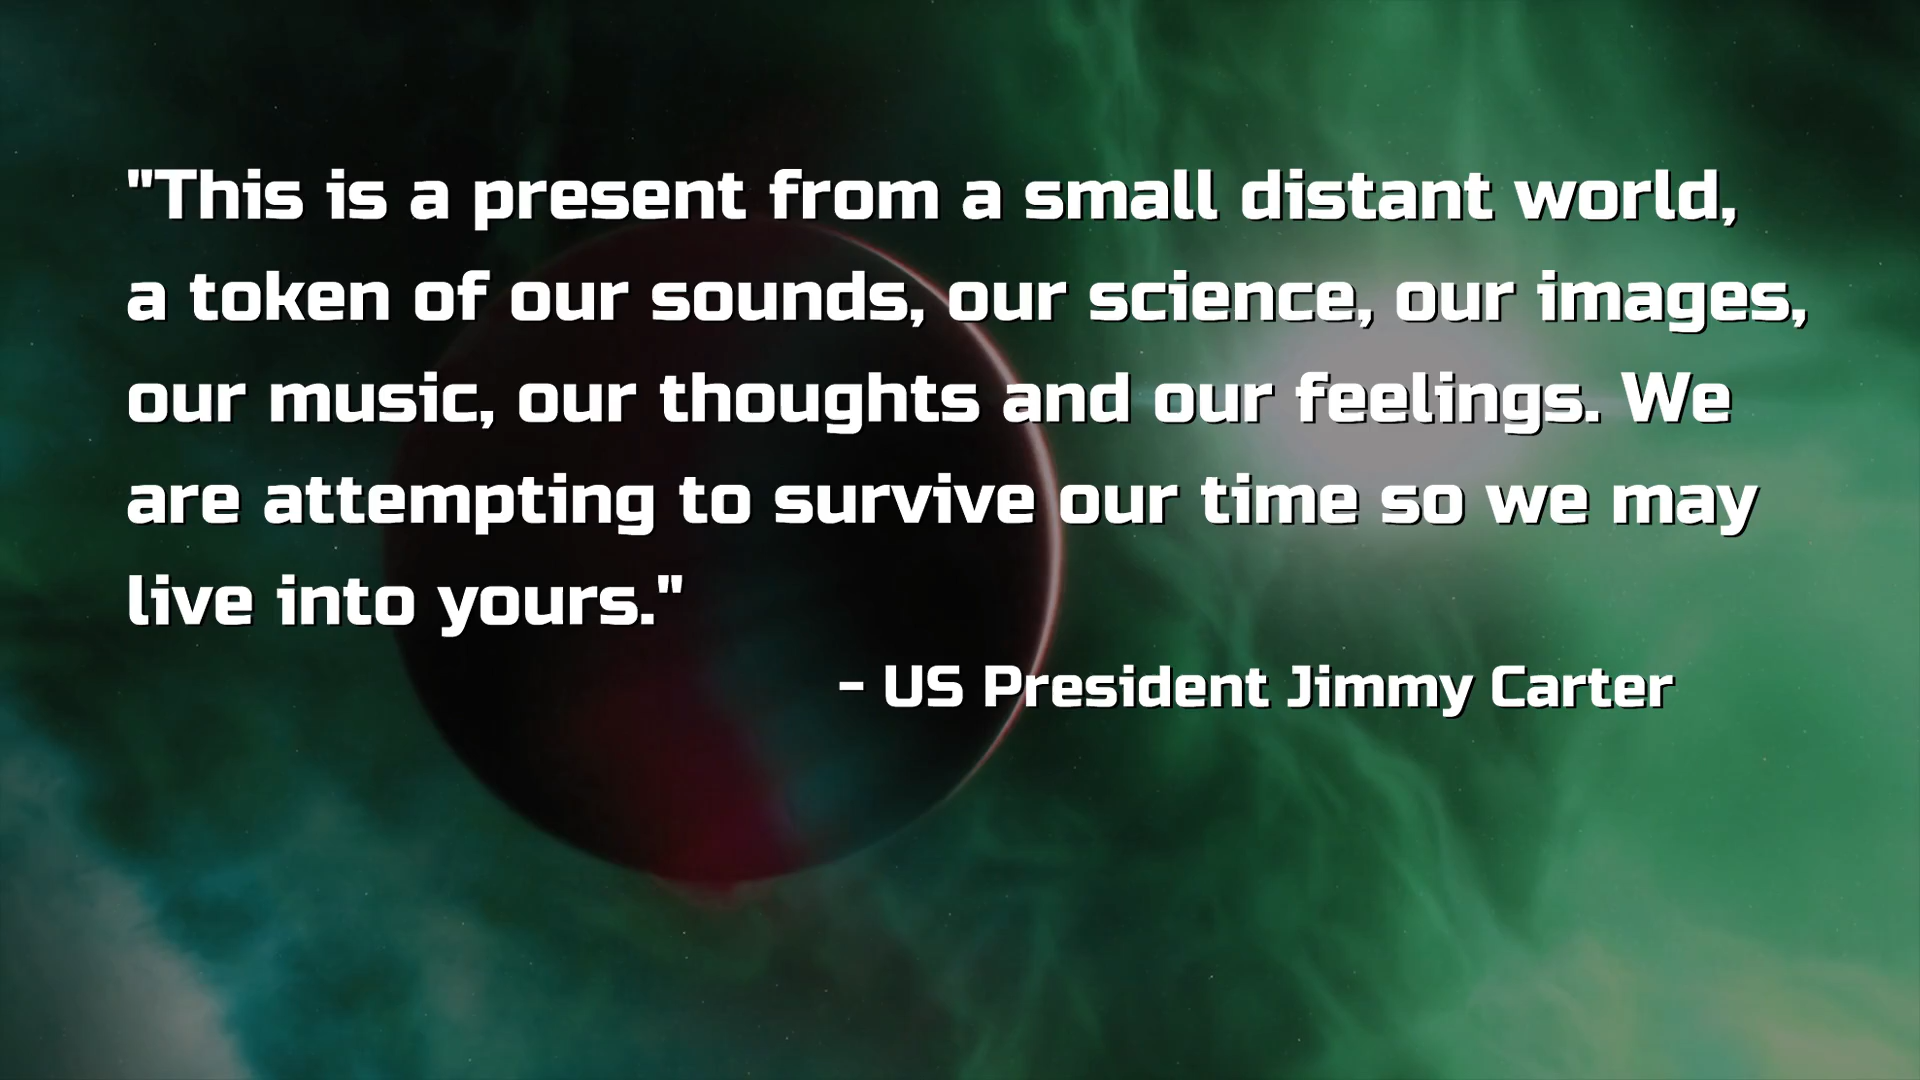 "This is a present from a small distant world,
a token of our sounds, our science, our images,
our music, our thoughts and our feelings. We
are attempting to survive our time so we may
live into yours."
- US President Jimmy Carter